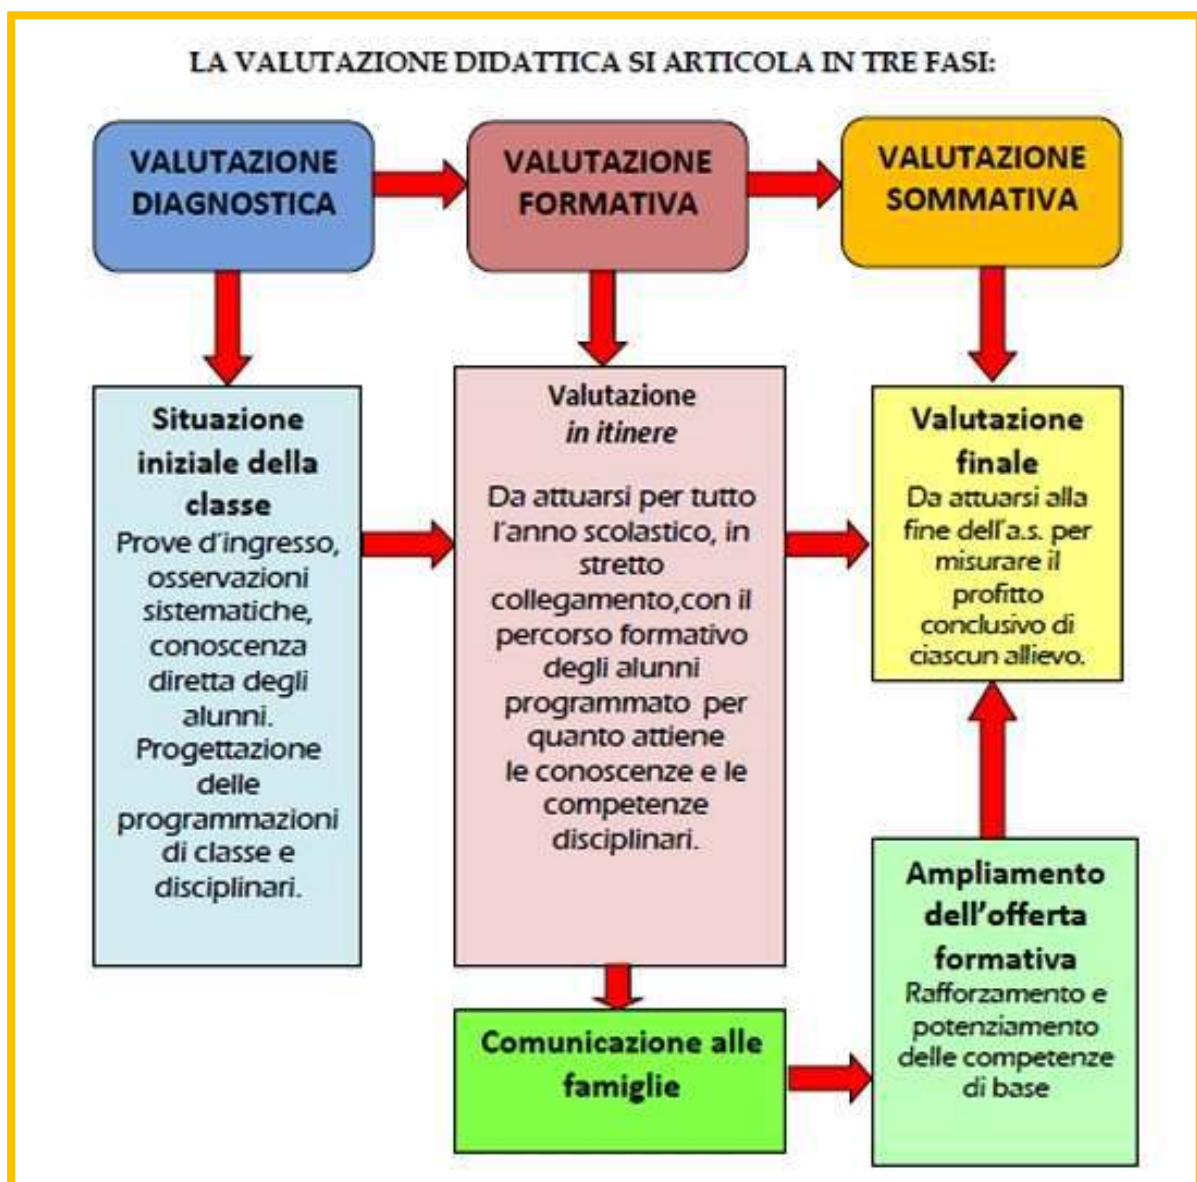 LA VALUTAZIONE DIDATTICA SI ARTICOLA IN TRE FASI:
VALUTAZIONE
DIAGNOSTICA
VALUTAZIONE
FORMATIVA
VALUTAZIONE
SOMMATIVA
Situazione
iniziale della
classe
Prove d'ingresso,
osservazioni
sistematiche,
conoscenza
diretta degli
alunni.
Progettazione
delle
programmazioni
di classe e
disciplinari.
Valutazione
in itinere
Da attuarsi per tutto
l'anno scolastico, in
stretto
collegamento,con il
percorso formativo
degli alunni
programmato per
quanto attiene
le conoscenze e le
competenze
disciplinari.
Valutazione
finale
Da attuarsi alla
fine dell'a.s. per
misurare il
profitto
conclusivo di
ciascun allievo.
Comunicazione alle
famiglie
Ampliamento
dell'offerta
formativa
Rafforzamento e
potenziamento
delle competenze
di base